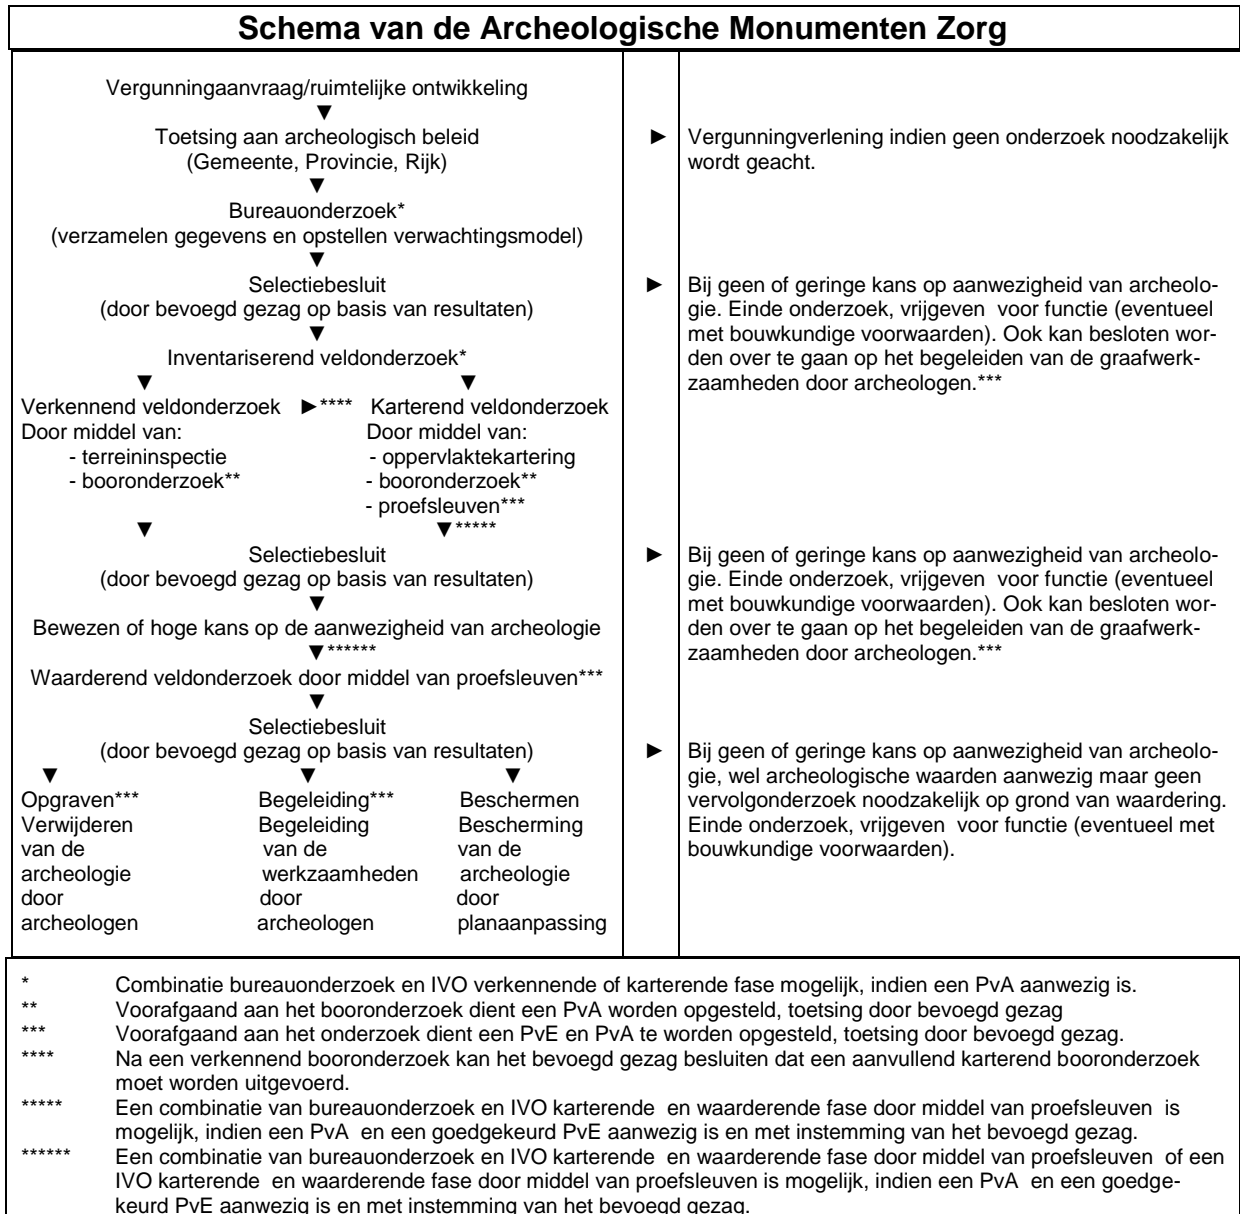 Schema van de Archeologische Monumenten Zorg
Vergunningaanvraag/ruimtelijke ontwikkeling
▼
Toetsing aan archeologisch beleid
(Gemeente, Provincie, Rijk)
► Vergunningverlening indien geen onderzoek noodzakelijk
wordt geacht.
▼
Bureauonderzoek*
(verzamelen gegevens en opstellen verwachtingsmodel)
▼
Selectiebesluit
(door bevoegd gezag op basis van resultaten)
► Bij geen of geringe kans op aanwezigheid van archeolo-
gie. Einde onderzoek, vrijgeven voor functie (eventueel
met bouwkundige voorwaarden). Ook kan besloten wor-
den over te gaan op het begeleiden van de graafwerk-
zaamheden door archeologen.***
▼
Inventariserend veldonderzoek*
▼ ▼
Verkennend veldonderzoek ►**** Karterend veldonderzoek
Door middel van: Door middel van:
- terreininspectie - oppervlaktekartering
- booronderzoek** - booronderzoek**
- proefsleuven***
▼ ▼*****
Selectiebesluit
(door bevoegd gezag op basis van resultaten)
► Bij geen of geringe kans op aanwezigheid van archeolo-
gie. Einde onderzoek, vrijgeven voor functie (eventueel
met bouwkundige voorwaarden). Ook kan besloten wor-
den over te gaan op het begeleiden van de graafwerk-
zaamheden door archeologen.***
▼
Bewezen of hoge kans op de aanwezigheid van archeologie
▼******
Waarderend veldonderzoek door middel van proefsleuven***
▼
Selectiebesluit
(door bevoegd gezag op basis van resultaten)
► Bij geen of geringe kans op aanwezigheid van archeolo-
gie, wel archeologische waarden aanwezig maar geen
vervolgonderzoek noodzakelijk op grond van waardering.
Einde onderzoek, vrijgeven voor functie (eventueel met
bouwkundige voorwaarden).
▼ ▼ ▼
Opgraven*** Begeleiding*** Beschermen
Verwijderen Begeleiding Bescherming
van de van de van de
archeologie werkzaamheden archeologie
door door door
archeologen archeologen planaanpassing
* Combinatie bureauonderzoek en IVO verkennende of karterende fase mogelijk, indien een PvA aanwezig is.
** Voorafgaand aan het booronderzoek dient een PvA worden opgesteld, toetsing door bevoegd gezag
*** Voorafgaand aan het onderzoek dient een PvE en PvA te worden opgesteld, toetsing door bevoegd gezag.
**** Na een verkennend booronderzoek kan het bevoegd gezag besluiten dat een aanvullend karterend booronderzoek
moet worden uitgevoerd.
***** Een combinatie van bureauonderzoek en IVO karterende en waarderende fase door middel van proefsleuven is
mogelijk, indien een PvA en een goedgekeurd PvE aanwezig is en met instemming van het bevoegd gezag.
****** Een combinatie van bureauonderzoek en IVO karterende en waarderende fase door middel van proefsleuven of een
IVO karterende en waarderende fase door middel van proefsleuven is mogelijk, indien een PvA en een goedge-
keurd PvE aanwezig is en met instemming van het bevoegd gezag.